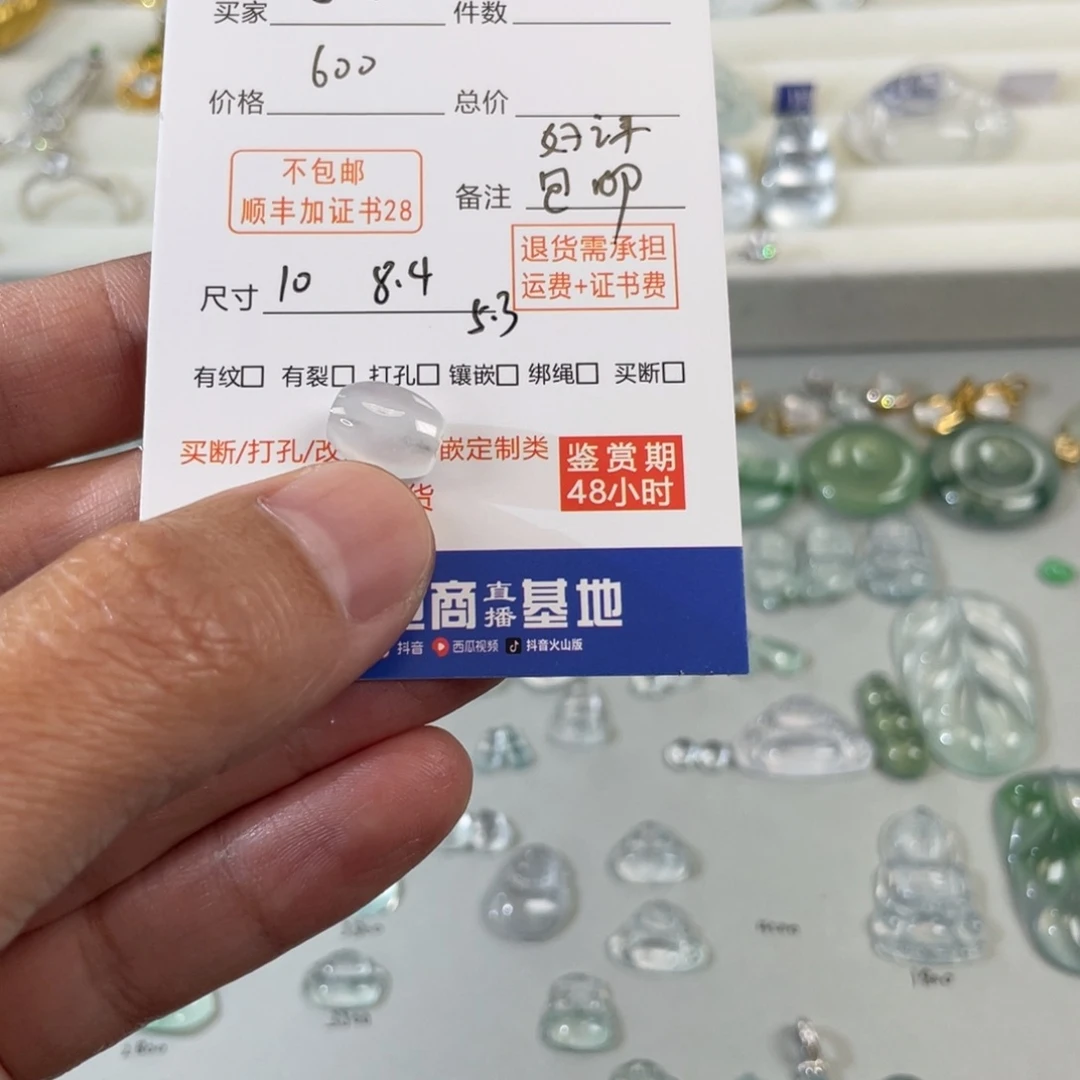 买家 件数
600
价格 总价
好评
备注 包邮
不包邮
顺丰加证书28
退货需承担
运费+证书费
尺寸 10 8.4 5.3
有纹□ 有裂□ 打孔□ 镶嵌□ 绑绳□ 买断□
买断/打孔/改 嵌定制类
货
鉴赏期
48小时
商直播基地
抖音 西瓜视频 抖音火山版